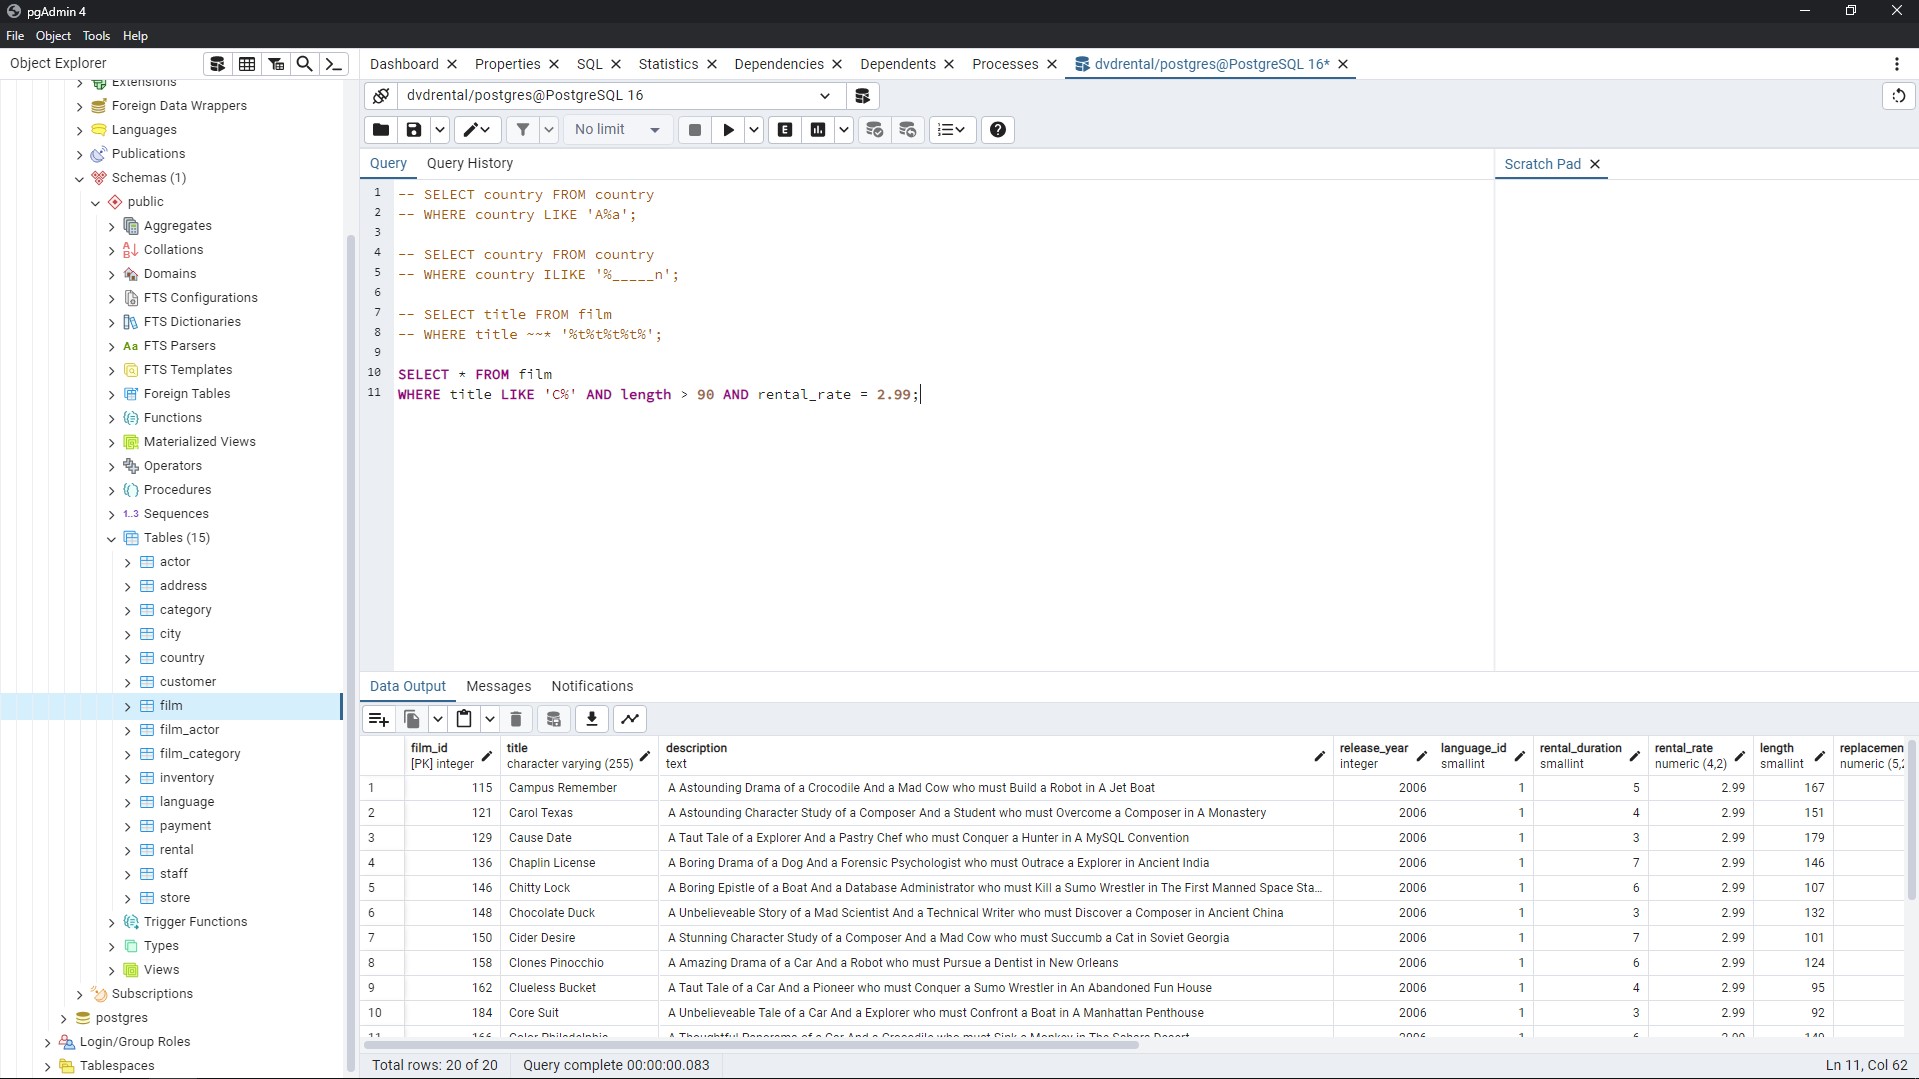 pgAdmin 4
File Object Tools Help
Object Explorer
Dashboard Properties SQL Statistics Dependencies Dependents Processes dvdrental/postgres@PostgreSQL 16*
Extensions
Foreign Data Wrappers
Languages
Publications
Schemas (1)
public
Aggregates
Collations
Domains
FTS Configurations
FTS Dictionaries
Aa FTS Parsers
FTS Templates
Foreign Tables
Functions
Materialized Views
Operators
Procedures
1..3 Sequences
Tables (15)
actor
address
category
city
country
customer
film
film_actor
film_category
inventory
language
payment
rental
staff
store
Trigger Functions
Types
Views
Subscriptions
postgres
Login/Group Roles
Tablespaces
dvdrental/postgres@PostgreSQL 16
No limit E
Query Query History
Scratch Pad
1 -- SELECT country FROM country
2 -- WHERE country LIKE 'A%a';
3
4 -- SELECT country FROM country
5 -- WHERE country ILIKE '%_____n';
6
7 -- SELECT title FROM film
8 -- WHERE title ~~* '%t%t%t%t%';
9
10 SELECT * FROM film
11 WHERE title LIKE 'C%' AND length > 90 AND rental_rate = 2.99;
Data Output Messages Notifications
film_id title description release_year language_id rental_duration rental_rate length replacemen
[PK] integer character varying (255) text integer smallint smallint numeric (4,2) smallint numeric (5,2
1 115 Campus Remember A Astounding Drama of a Crocodile And a Mad Cow who must Build a Robot in A Jet Boat 2006 1 5 2.99 167
2 121 Carol Texas A Astounding Character Study of a Composer And a Student who must Overcome a Composer in A Monastery 2006 1 4 2.99 151
3 129 Cause Date A Taut Tale of a Explorer And a Pastry Chef who must Conquer a Hunter in A MySQL Convention 2006 1 3 2.99 179
4 136 Chaplin License A Boring Drama of a Dog And a Forensic Psychologist who must Outrace a Explorer in Ancient India 2006 1 7 2.99 146
5 146 Chitty Lock A Boring Epistle of a Boat And a Database Administrator who must Kill a Sumo Wrestler in The First Manned Space Sta... 2006 1 6 2.99 107
6 148 Chocolate Duck A Unbelieveable Story of a Mad Scientist And a Technical Writer who must Discover a Composer in Ancient China 2006 1 3 2.99 132
7 150 Cider Desire A Stunning Character Study of a Composer And a Mad Cow who must Succumb a Cat in Soviet Georgia 2006 1 7 2.99 101
8 158 Clones Pinocchio A Amazing Drama of a Car And a Robot who must Pursue a Dentist in New Orleans 2006 1 6 2.99 124
9 162 Clueless Bucket A Taut Tale of a Car And a Pioneer who must Conquer a Sumo Wrestler in An Abandoned Fun House 2006 1 4 2.99 95
10 184 Core Suit A Unbelieveable Tale of a Car And a Explorer who must Confront a Boat in A Manhattan Penthouse 2006 1 3 2.99 92
Total rows: 20 of 20 Query complete 00:00:00.083 Ln 11, Col 62